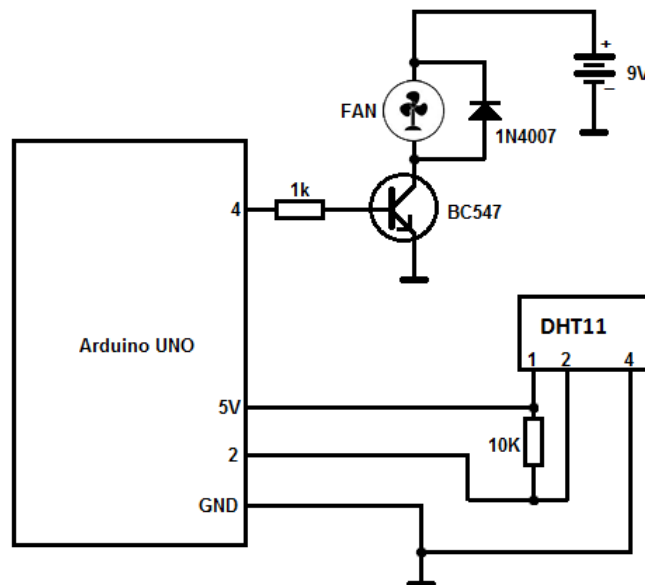 +
9V
–
FAN
1N4007
1k
4
BC547
DHT11
1 2 4
Arduino UNO
5V
10K
2
GND